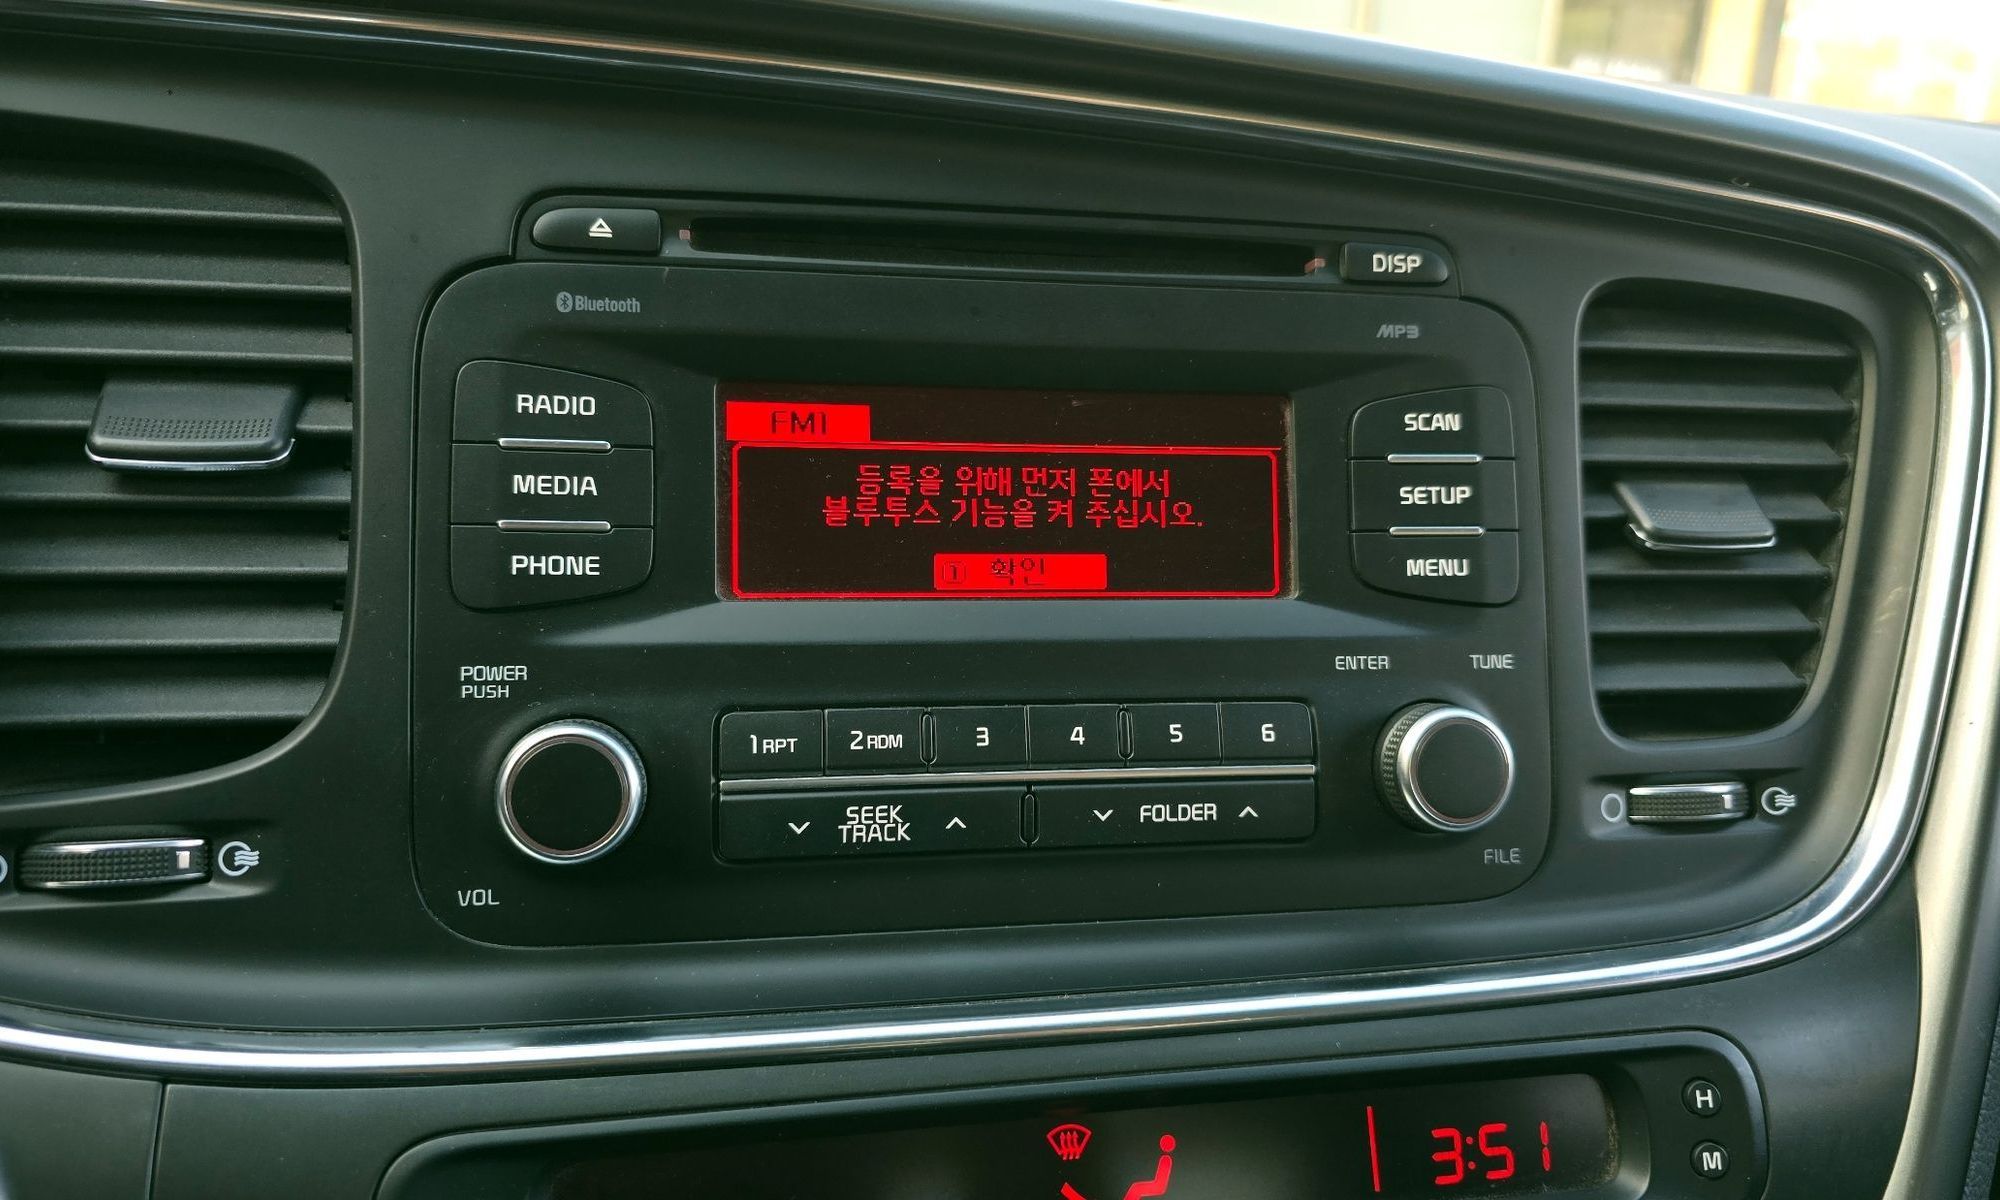 DISP
Bluetooth
MP3
RADIO
MEDIA
PHONE
FM1
등록을 위해 먼저 폰에서
블루투스 기능을 켜 주십시오.
① 확인
SCAN
SETUP
MENU
POWER
PUSH
VOL
1 RPT
2 RDM
3
4
5
6
SEEK
TRACK
FOLDER
ENTER
TUNE
FILE
3:51
H
M